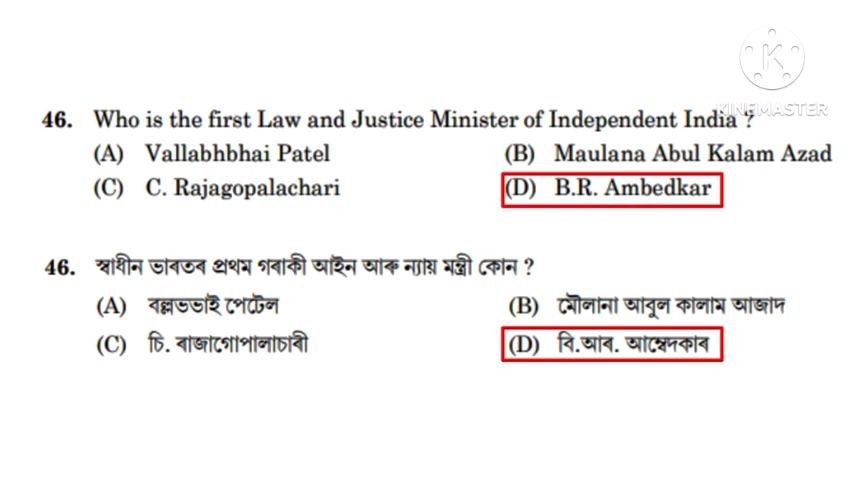 K
KINEMASTER
46. Who is the first Law and Justice Minister of Independent India ?
(A) Vallabhbhai Patel (B) Maulana Abul Kalam Azad
(C) C. Rajagopalachari (D) B.R. Ambedkar
46. স্বাধীন ভাৰতৰ প্ৰথম গৰাকী আইন আৰু ন্যায় মন্ত্ৰী কোন ?
(A) বল্লভভাই পেটেল (B) মৌলানা আবুল কালাম আজাদ
(C) চি. ৰাজাগোপালাচাৰী (D) বি.আৰ. আম্বেদকাৰ